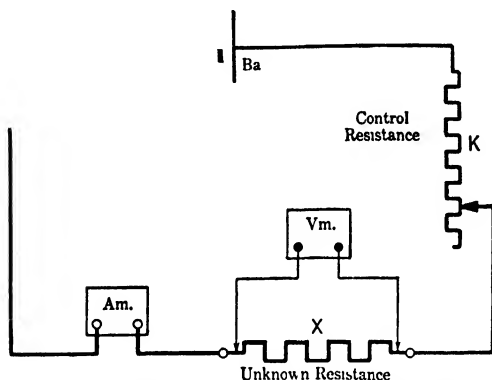 Ba
Control
Resistance
K
Vm.
Am.
X
Unknown Resistance